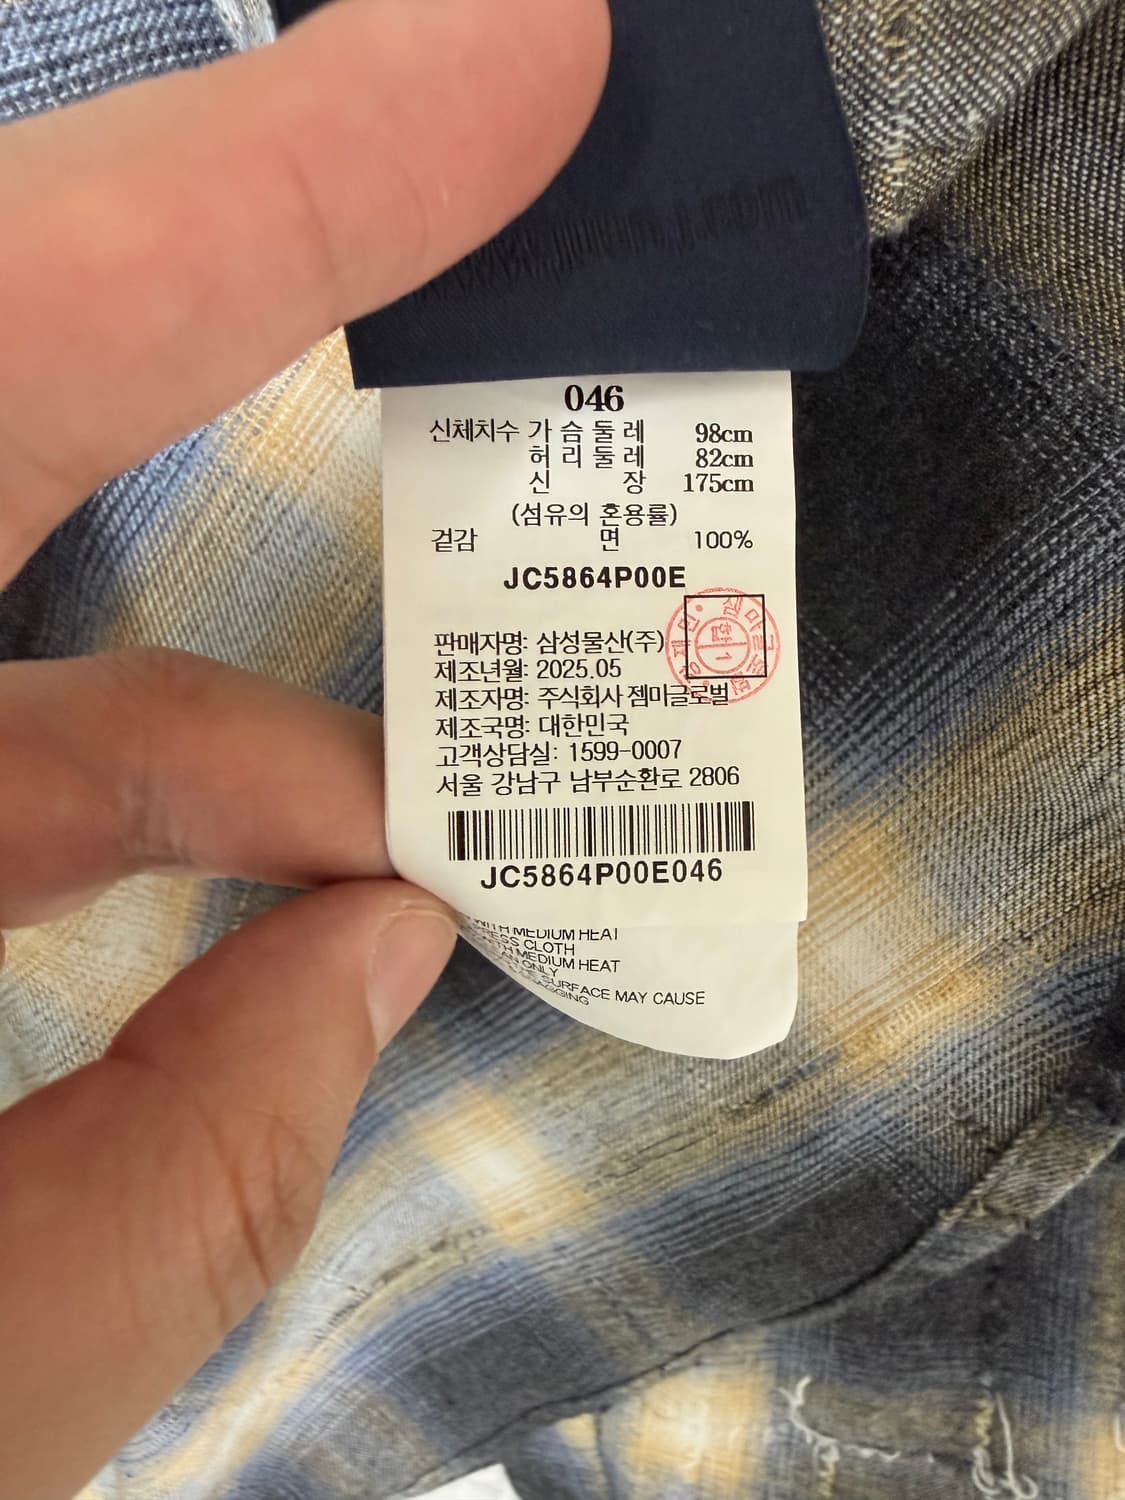 046
신체치수 가슴둘레 98cm
허리둘레 82cm
신장 175cm
(섬유의 혼용률)
겉감 면 100%
JC5864P00E
판매자명: 삼성물산(주)
제조년월: 2025.05
제조자명: 주식회사 젬마글로벌
제조국명: 대한민국
고객상담실: 1599-0007
서울 강남구 남부순환로 2806
JC5864P00E046
WITH MEDIUM HEAT
CLOTH
MEDIUM HEAT
ONLY
SURFACE MAY CAUSE